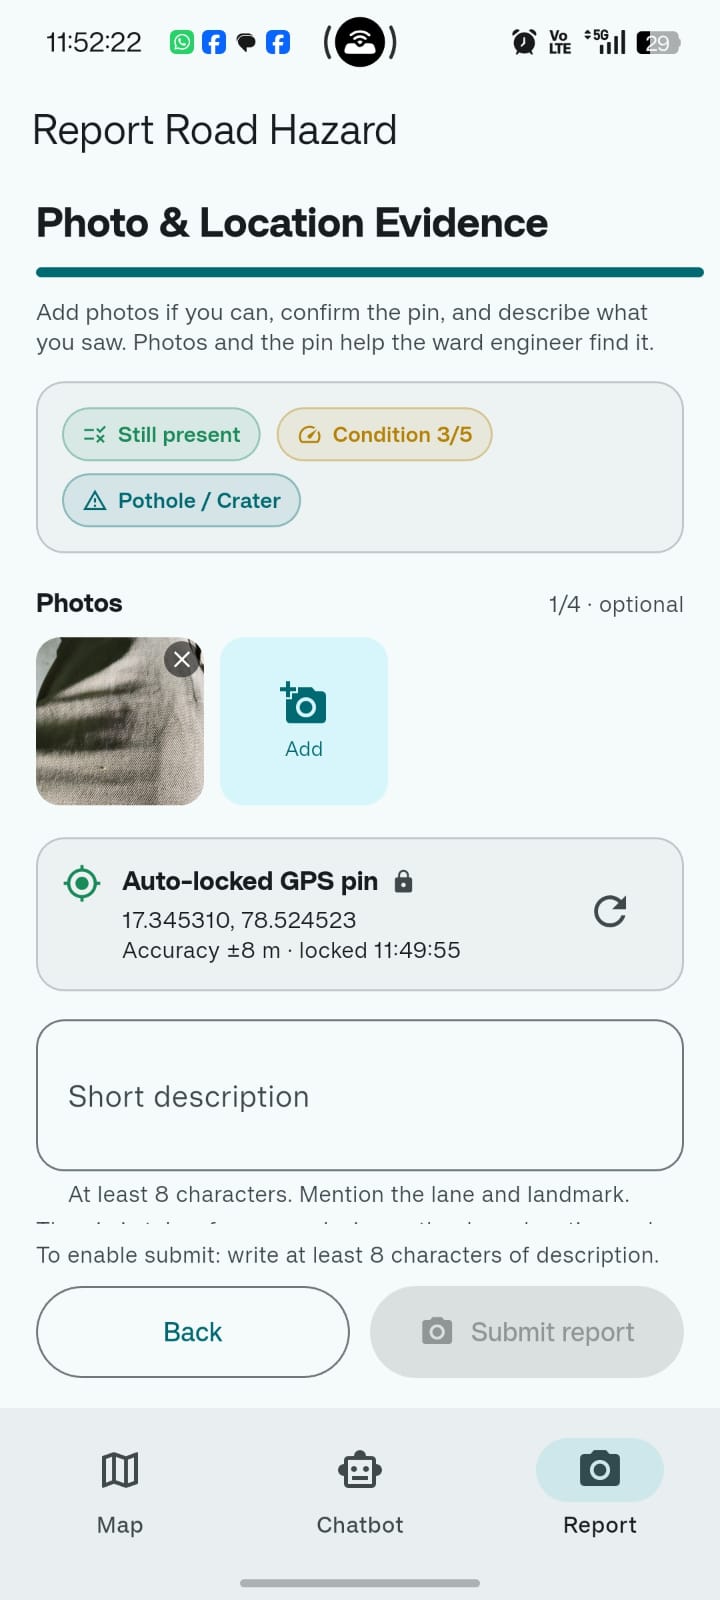 11:52:22
Vo LTE 5G 29
Report Road Hazard
Photo & Location Evidence
Add photos if you can, confirm the pin, and describe what
you saw. Photos and the pin help the ward engineer find it.
Still present
Condition 3/5
Pothole / Crater
Photos
1/4 · optional
Add
Auto-locked GPS pin
17.345310, 78.524523
Accuracy ±8 m · locked 11:49:55
Short description
At least 8 characters. Mention the lane and landmark.
To enable submit: write at least 8 characters of description.
Back
Submit report
Map
Chatbot
Report